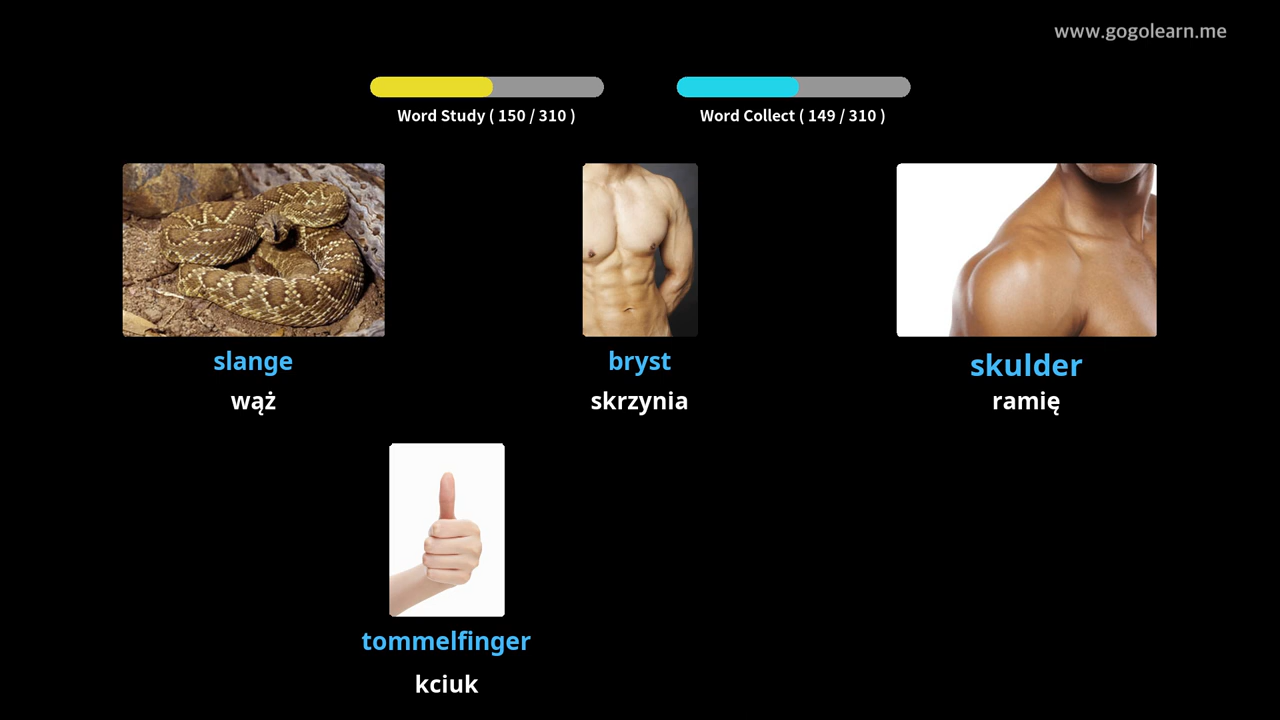 www.gogolearn.me
Word Study ( 150 / 310 )
Word Collect ( 149 / 310 )
slange
wąż
bryst
skrzynia
skulder
ramię
tommelfinger
kciuk